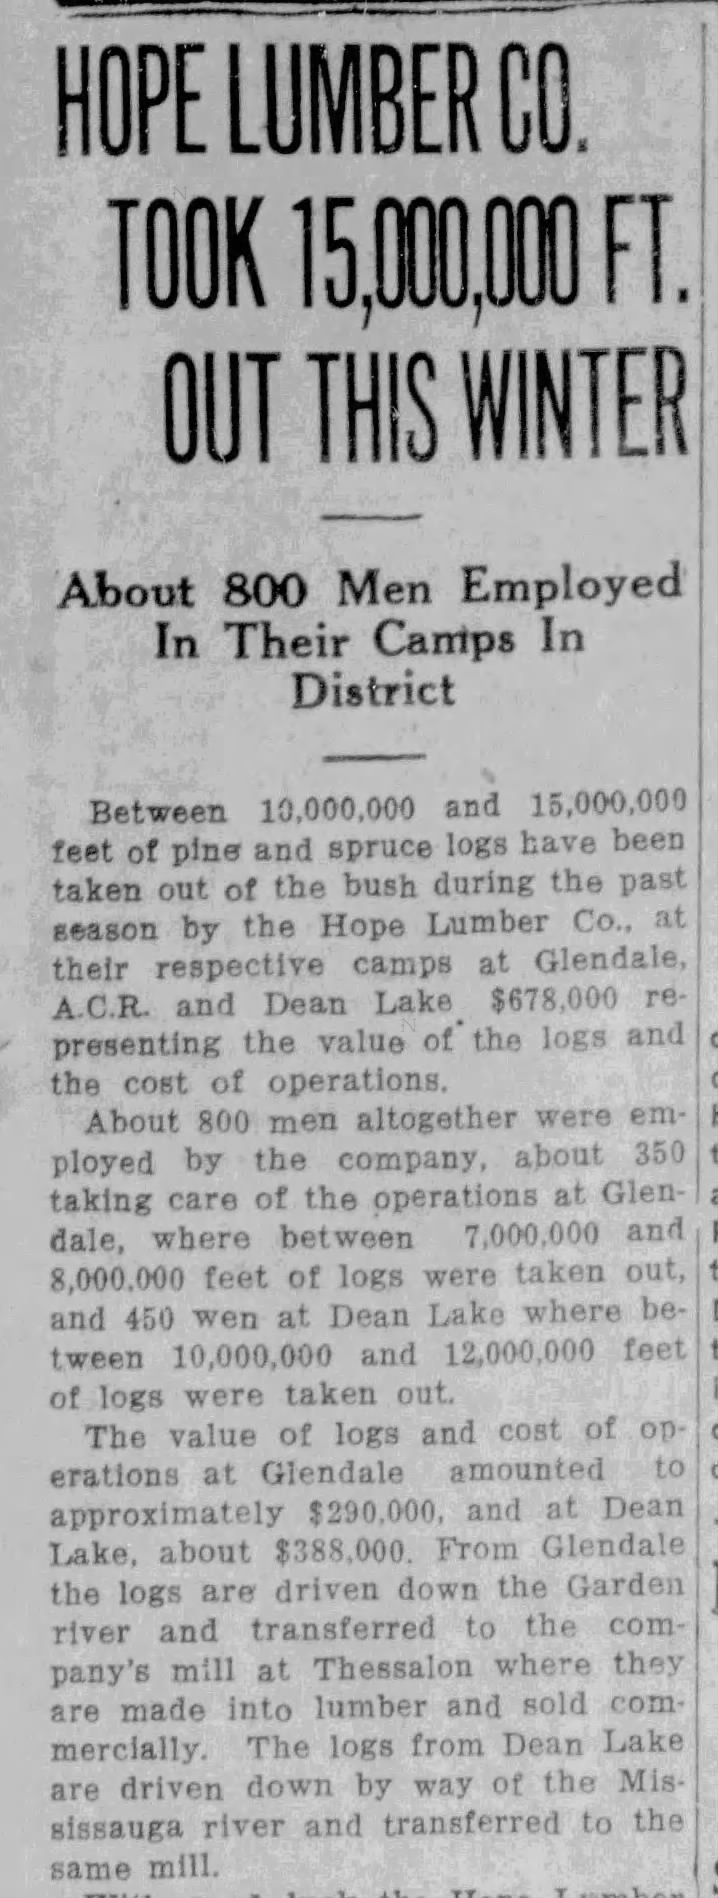 HOPE LUMBER CO.
TOOK 15,000,000 FT.
OUT THIS WINTER
About 800 Men Employed
In Their Camps In
District
Between 10,000,000 and 15,000,000
feet of pine and spruce logs have been
taken out of the bush during the past
season by the Hope Lumber Co., at
their respective camps at Glendale,
A.C.R. and Dean Lake $678,000 re-
presenting the value of the logs and
the cost of operations.
About 800 men altogether were em-
ployed by the company, about 350
taking care of the operations at Glen-
dale, where between 7,000,000 and
8,000,000 feet of logs were taken out,
and 450 wen at Dean Lake where be-
tween 10,000,000 and 12,000,000 feet
of logs were taken out.
The value of logs and cost of op-
erations at Glendale amounted to
approximately $290,000, and at Dean
Lake, about $388,000. From Glendale
the logs are driven down the Garden
river and transferred to the com-
pany's mill at Thessalon where they
are made into lumber and sold com-
mercially. The logs from Dean Lake
are driven down by way of the Mis-
sissauga river and transferred to the
same mill.